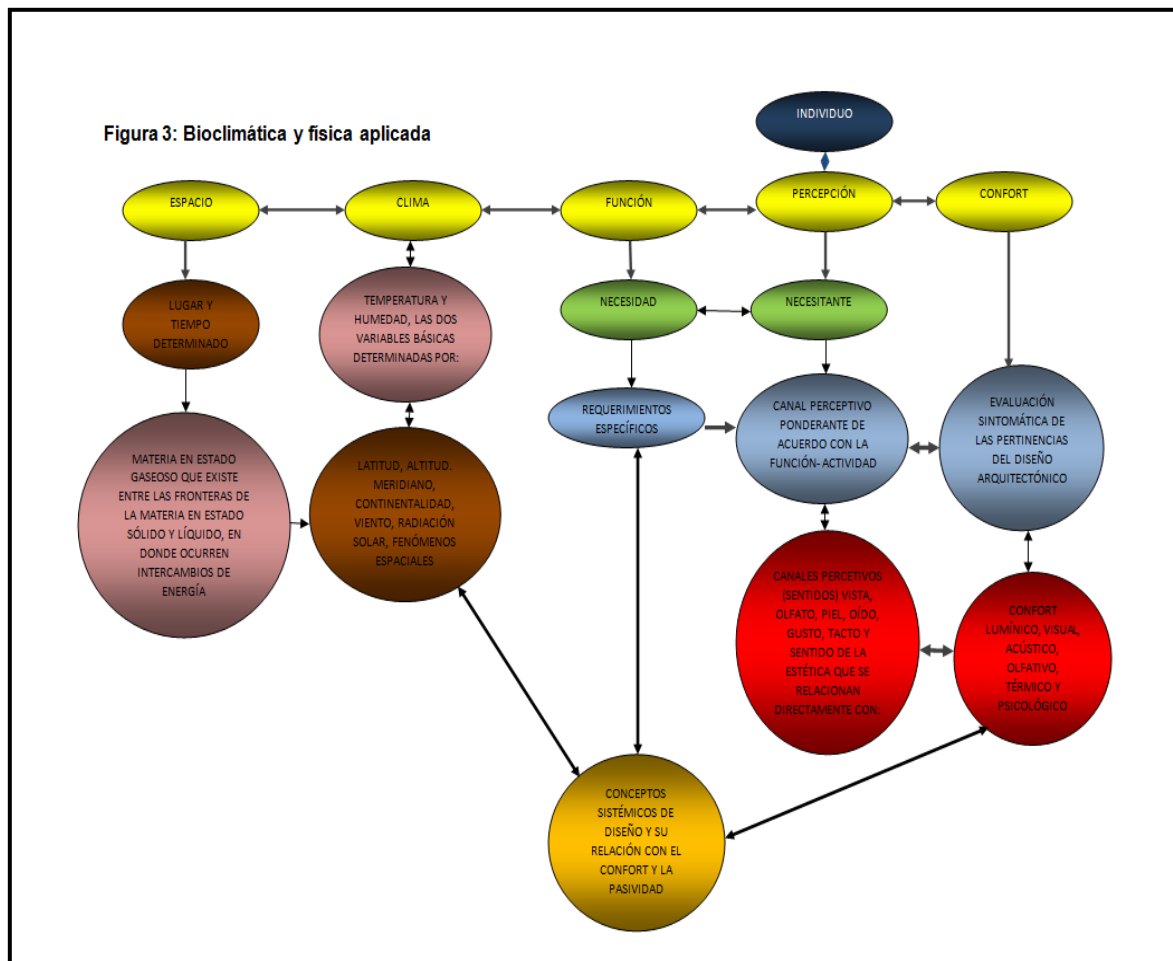 Figura 3: Bioclimática y física aplicada
INDIVIDUO
ESPACIO
CLIMA
FUNCIÓN
PERCEPCIÓN
CONFORT
LUGAR Y
TIEMPO
DETERMINADO
TEMPERATURA Y
HUMEDAD, LAS DOS
VARIABLES BÁSICAS
DETERMINADAS POR:
NECESIDAD
NECESITANTE
MATERIA EN ESTADO
GASEOSO QUE EXISTE
ENTRE LAS FRONTERAS DE
LA MATERIA EN ESTADO
SÓLIDO Y LÍQUIDO, EN
DONDE OCURREN
INTERCAMBIOS DE
ENERGÍA
LATITUD, ALTITUD.
MERIDIANO,
CONTINENTALIDAD,
VIENTO, RADIACIÓN
SOLAR, FENÓMENOS
ESPACIALES
REQUERIMIENTOS
ESPECÍFICOS
CANAL PERCEPTIVO
PONDERANTE DE
ACUERDO CON LA
FUNCIÓN- ACTIVIDAD
EVALUACIÓN
SINTOMÁTICA DE
LAS PERTINENCIAS
DEL DISEÑO
ARQUITECTÓNICO
CANALES PERCETIVOS
(SENTIDOS) VISTA,
OLFATO, PIEL, OÍDO,
GUSTO, TACTO Y
SENTIDO DE LA
ESTÉTICA QUE SE
RELACIONAN
DIRECTAMENTE CON:
CONFORT
LUMÍNICO, VISUAL,
ACÚSTICO,
OLFATIVO,
TÉRMICO Y
PSICOLÓGICO
CONCEPTOS
SISTÉMICOS DE
DISEÑO Y SU
RELACIÓN CON EL
CONFORT Y LA
PASIVIDAD